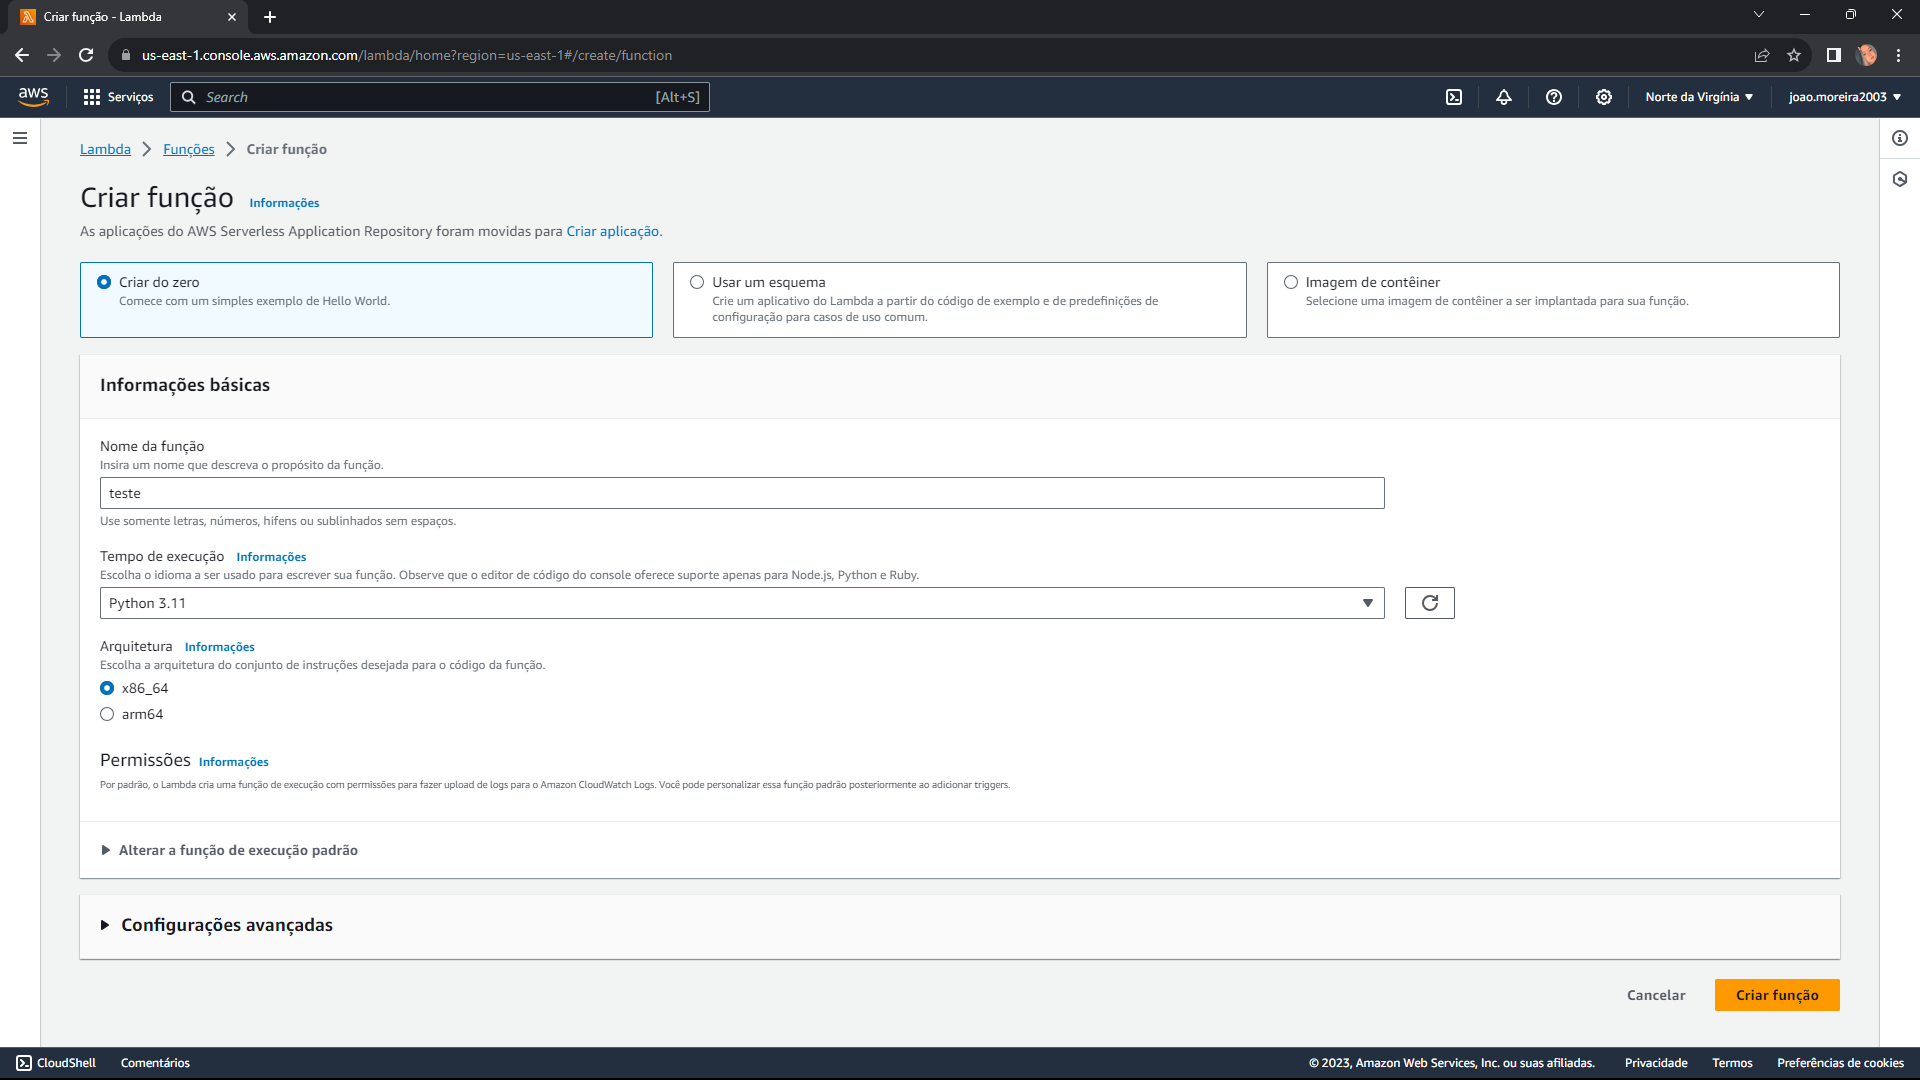 Criar função - Lambda
us-east-1.console.aws.amazon.com/lambda/home?region=us-east-1#/create/function
aws
Serviços
Search
[Alt+S]
Norte da Virgínia
joao.moreira2003
Lambda
Funções
Criar função
Criar função
Informações
As aplicações do AWS Serverless Application Repository foram movidas para Criar aplicação.
Criar do zero
Comece com um simples exemplo de Hello World.
Usar um esquema
Crie um aplicativo do Lambda a partir do código de exemplo e de predefinições de
configuração para casos de uso comum.
Imagem de contêiner
Selecione uma imagem de contêiner a ser implantada para sua função.
Informações básicas
Nome da função
Insira um nome que descreva o propósito da função.
teste
Use somente letras, números, hifens ou sublinhados sem espaços.
Tempo de execução Informações
Escolha o idioma a ser usado para escrever sua função. Observe que o editor de código do console oferece suporte apenas para Node.js, Python e Ruby.
Python 3.11
Arquitetura Informações
Escolha a arquitetura do conjunto de instruções desejada para o código da função.
x86_64
arm64
Permissões Informações
Por padrão, o Lambda cria uma função de execução com permissões para fazer upload de logs para o Amazon CloudWatch Logs. Você pode personalizar essa função padrão posteriormente ao adicionar triggers.
Alterar a função de execução padrão
Configurações avançadas
Cancelar
Criar função
CloudShell
Comentários
© 2023, Amazon Web Services, Inc. ou suas afiliadas.
Privacidade
Termos
Preferências de cookies